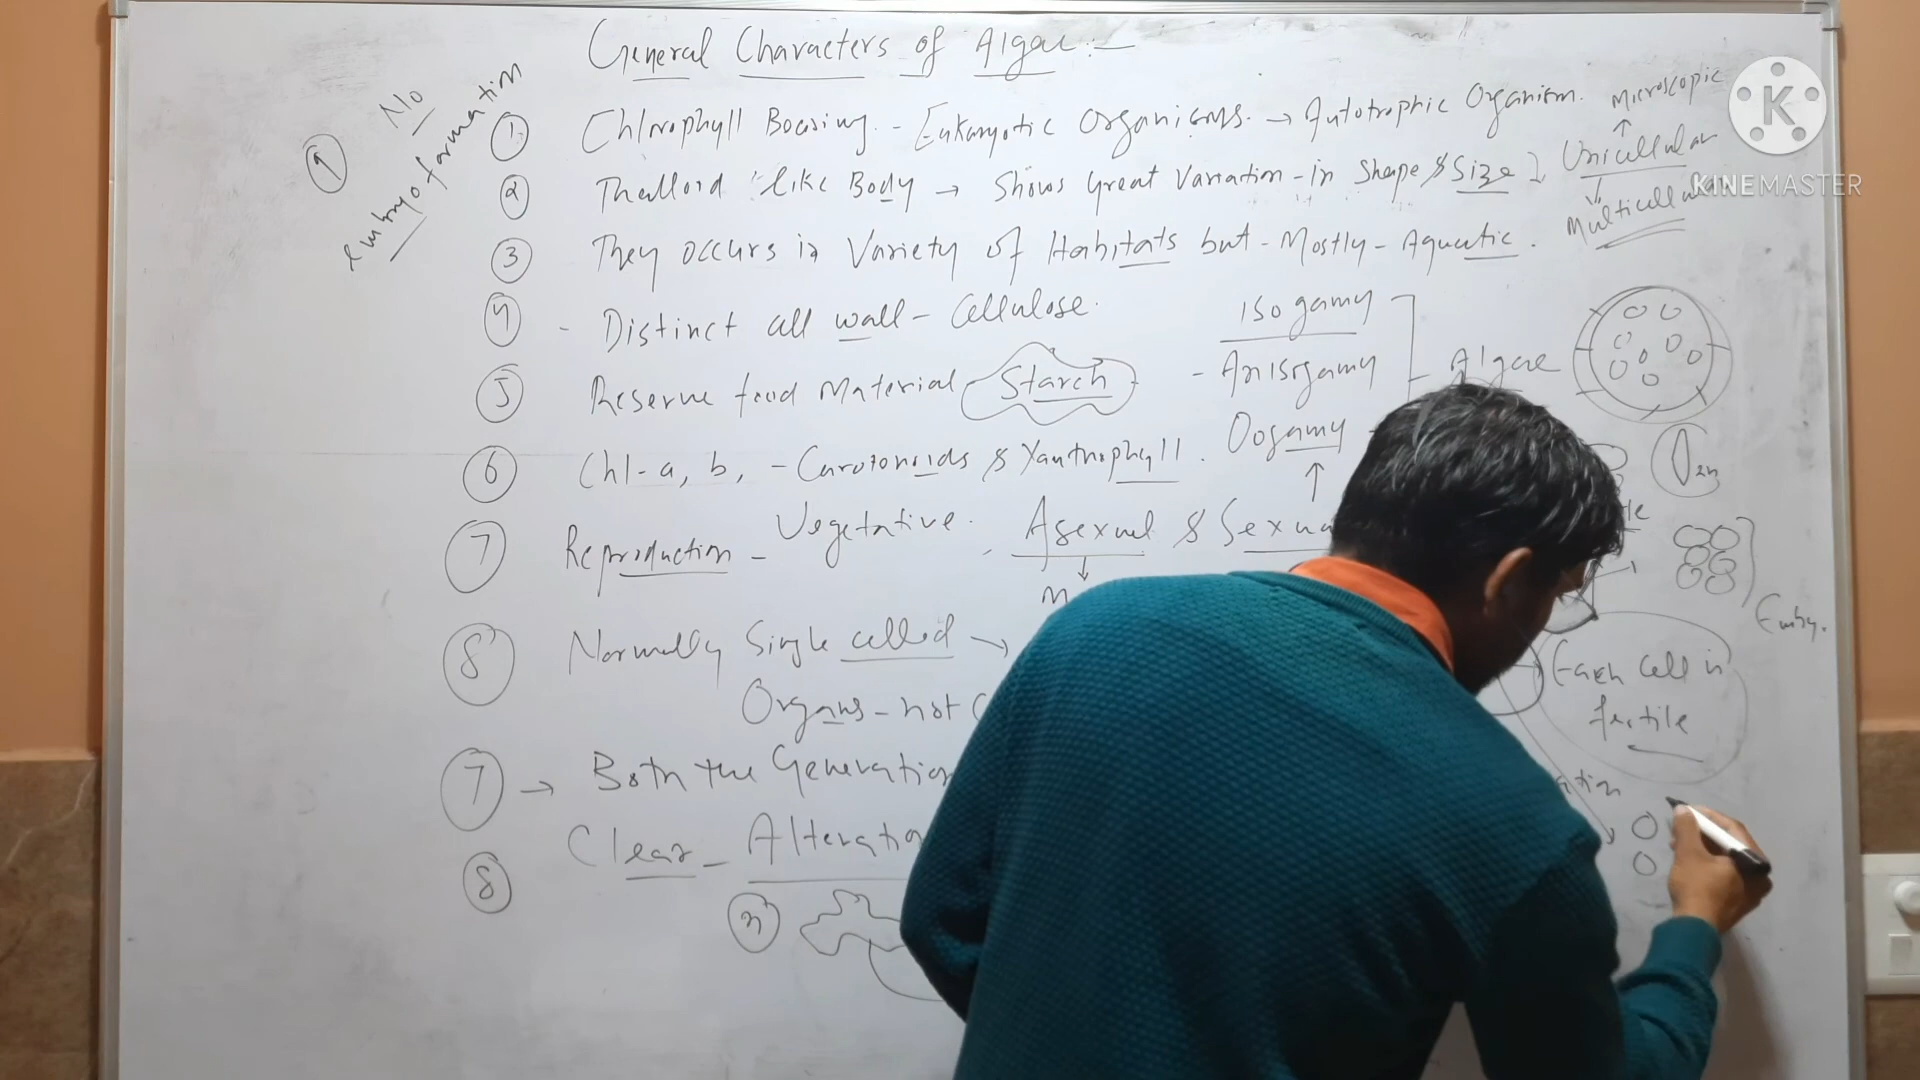 General Characters of Algae:-
① Chlorophyll Bearing - Eukaryotic Organisms. → Autotrophic Organism.
② Thalloid like Body → Shows Great Variation - in Shape & Size
Microscopic
↑
Unicellular
↓
Multicellular
③ They occurs in Variety of Habitats but - Mostly - Aquatic.
④ - Distinct cell wall - Cellulose.
⑤ Reserve food Material - Starch
⑥ Chl-a, b, - Carotonoids & Xanthophyll.
⑦ Reproduction - Vegetative. Asexual & Sexua
↓
m
Isogamy
- Anisogamy
Oogamy
↑
- Algae
2n
Emby.
⑧ Normally Single celled →
Organs - not
Each cell is
fertile
⑦ → Both the Generation
⑧ Clear - Alteratio
n
⑨ No
embryo formation
K
KINEMASTER